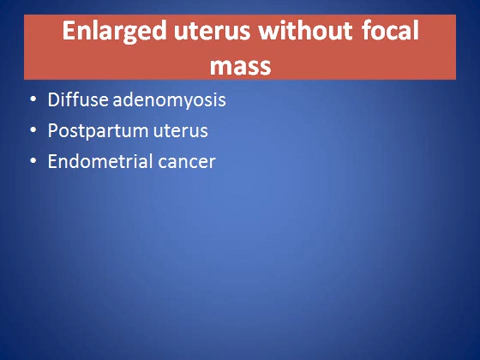 Enlarged uterus without focal
mass
• Diffuse adenomyosis
• Postpartum uterus
• Endometrial cancer